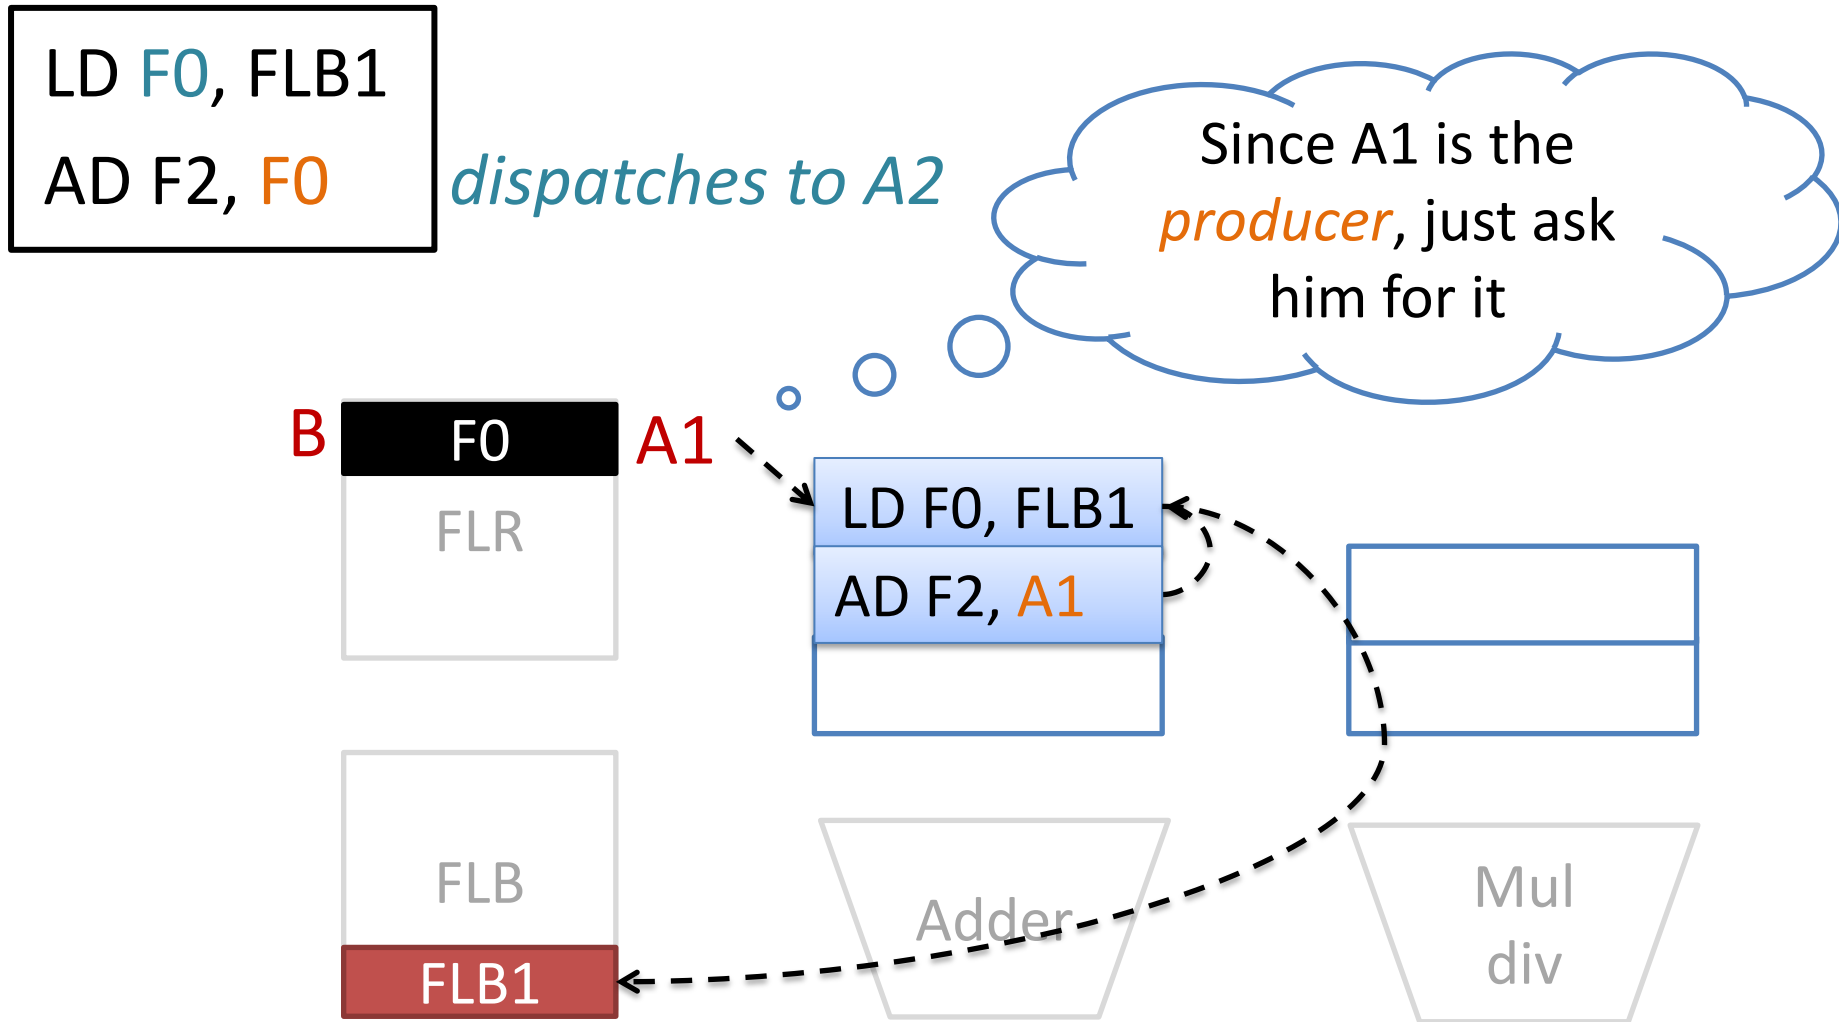 LD F0, FLB1
AD F2, F0
dispatches to A2
Since A1 is the
producer, just ask
him for it
B
F0
A1
FLR
LD F0, FLB1
AD F2, A1
FLB
FLB1
Adder
Mul
div